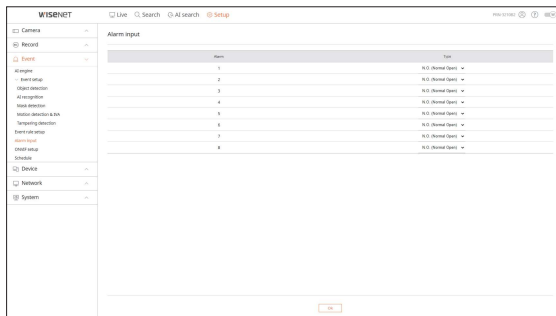 WISENET
Live Search AI search Setup
Camera
Record
Event
AI engine
Event setup
Object detection
AI recognition
Mask detection
Motion detection & IVA
Tampering detection
Event rule setup
Alarm input
ONVIF setup
Schedule
Device
Network
System
Alarm input
Alarm Type
1 N.O. (Normal Open)
2 N.O. (Normal Open)
3 N.O. (Normal Open)
4 N.O. (Normal Open)
5 N.O. (Normal Open)
6 N.O. (Normal Open)
7 N.O. (Normal Open)
8 N.O. (Normal Open)